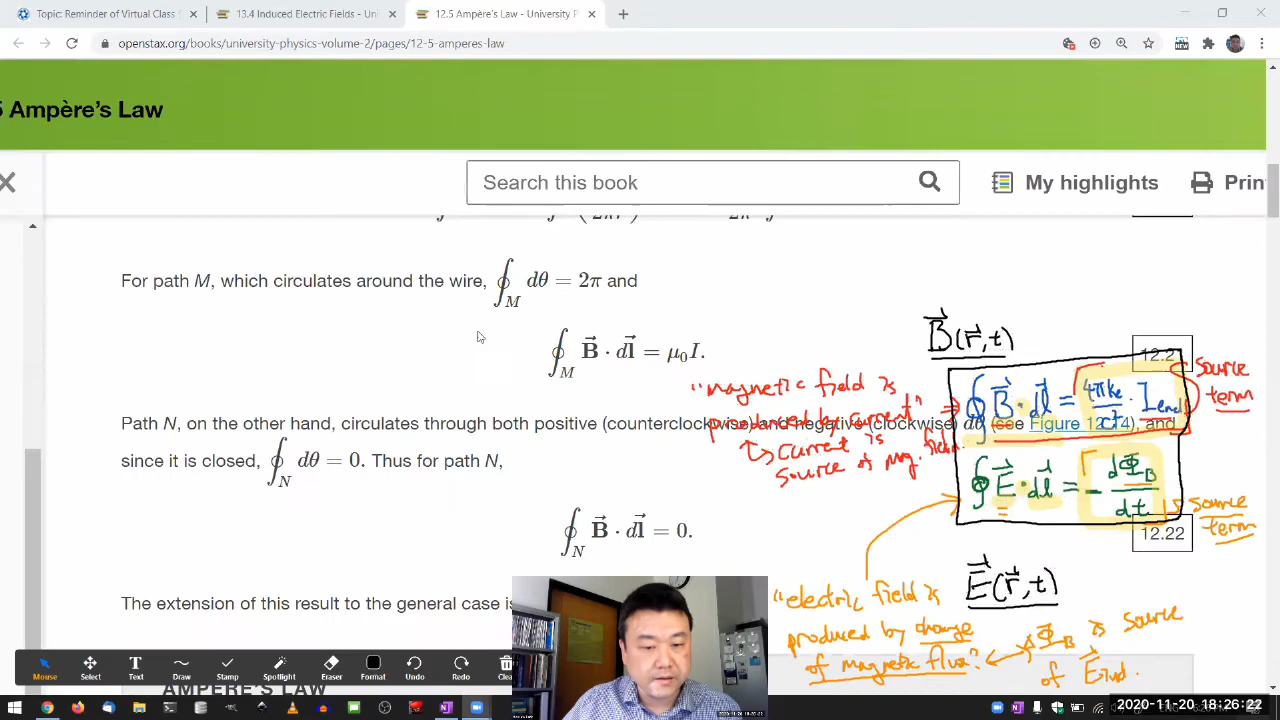 Topic: Reminder of Virtual Class
13.4 Induced Electric Fields - Uni
12.5 Ampère's Law - University P
openstax.org/books/university-physics-volume-2/pages/12-5-amperes-law
5 Ampère's Law
Search this book
My highlights
Print
For path M, which circulates around the wire, ∮_M dθ = 2π and
B⃗(r⃗,t)
12.2
∮_M B⃗ · dl⃗ = μ₀I.
∮ B⃗ · dl⃗ = 4πke/c² · I encl
source
term
"magnetic field is
produced by current"
Path N, on the other hand, circulates through both positive (counterclockwise) and negative (clockwise) dθ (see Figure 12.14), and
↳ current is
source of mag. field.
since it is closed, ∮_N dθ = 0. Thus for path N,
∮ E⃗ · dl⃗ = − dΦ_B/dt
source
term
∮_N B⃗ · dl⃗ = 0.
12.22
E⃗(r⃗,t)
The extension of this result to the general case is
"electric field is
produced by change
of magnetic flux"
Φ_B is source
of E⃗ind.
Mouse
Select
Text
Draw
Stamp
Spotlight
Eraser
Format
Undo
Redo
Clea
AMPÈRE'S LAW
2020-11-20 18:26:22